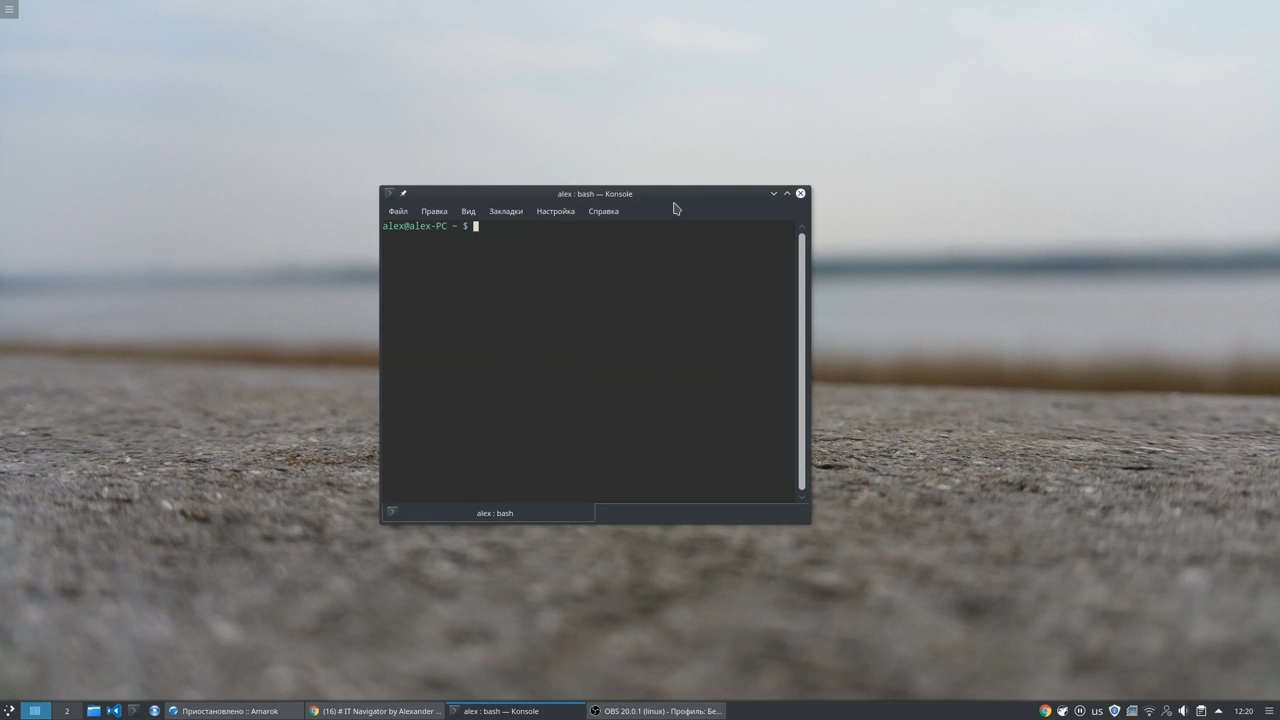 alex : bash — Konsole
Файл Правка Вид Закладки Настройка Справка
alex@alex-PC ~ $
alex : bash
2 Приостановлено :: Amarok (16) # IT Navigator by Alexander ... alex : bash — Konsole OBS 20.0.1 (linux) - Профиль: Бе... us 12:20